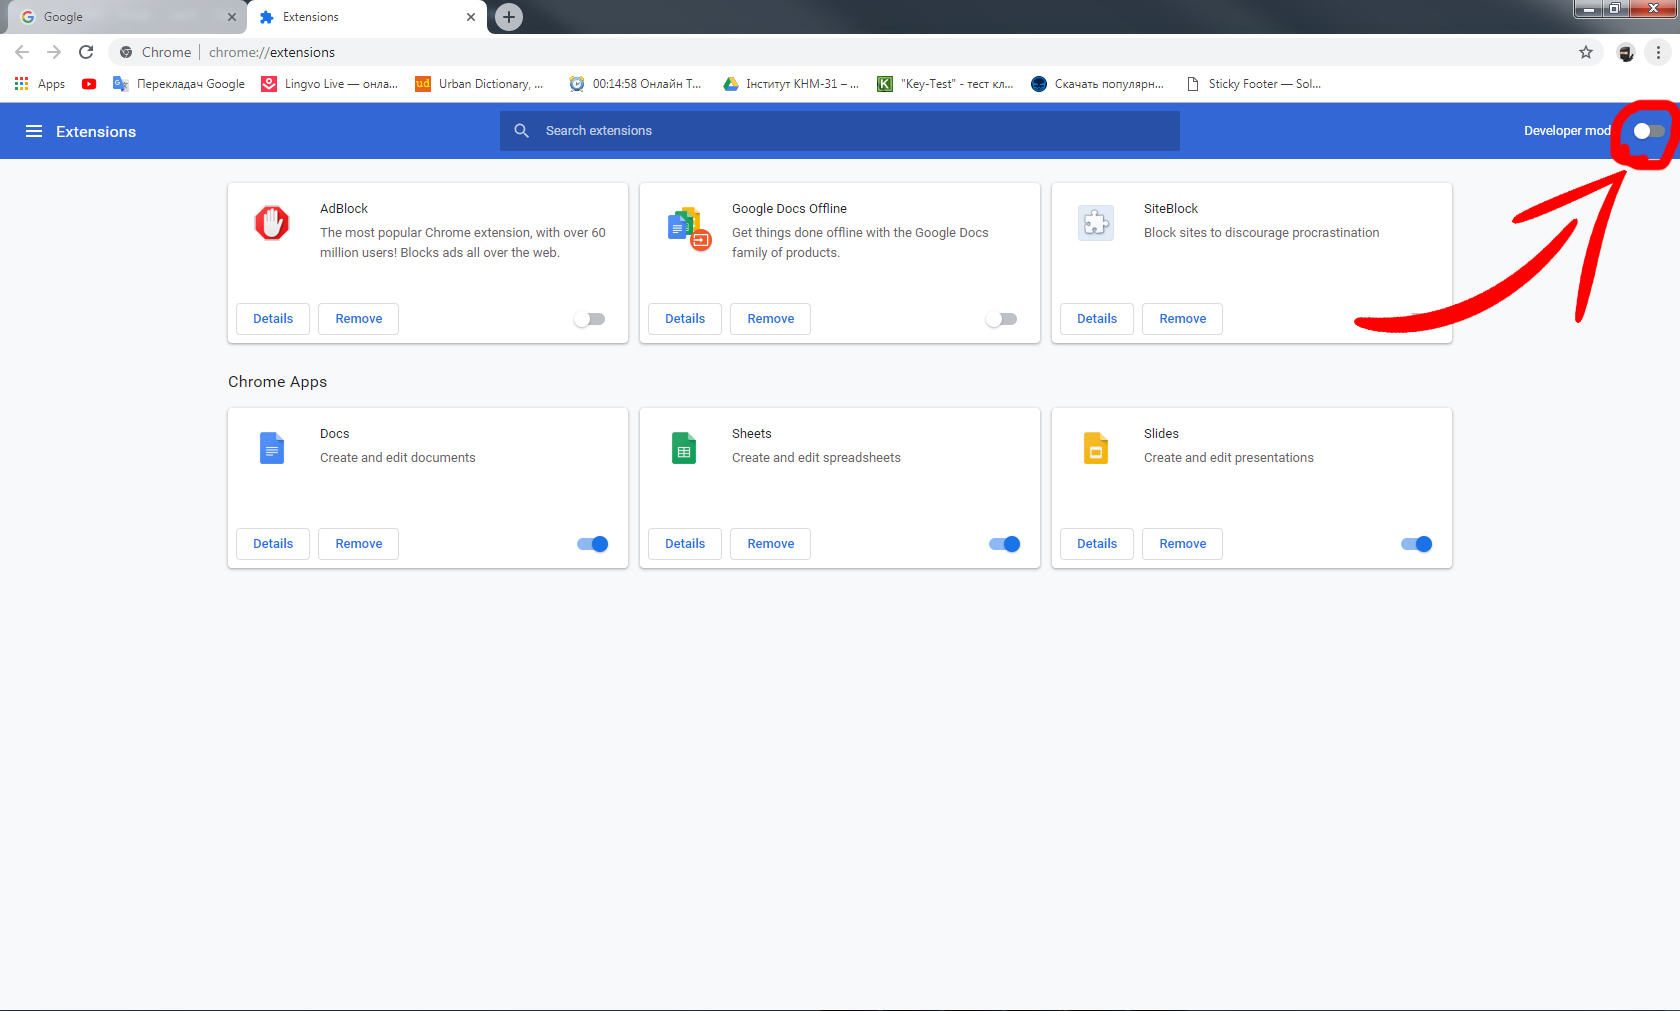 Google
Extensions
Chrome
chrome://extensions
Apps
Перекладач Google
Lingvo Live — онла...
ud
Urban Dictionary, ...
00:14:58 Онлайн Т...
Інститут КНМ-31 – ...
K
"Key-Test" - тест кл...
Скачать популярн...
Sticky Footer — Sol...
Extensions
Search extensions
Developer mod
AdBlock
The most popular Chrome extension, with over 60
million users! Blocks ads all over the web.
Details
Remove
Google Docs Offline
Get things done offline with the Google Docs
family of products.
Details
Remove
SiteBlock
Block sites to discourage procrastination
Details
Remove
Chrome Apps
Docs
Create and edit documents
Details
Remove
Sheets
Create and edit spreadsheets
Details
Remove
Slides
Create and edit presentations
Details
Remove